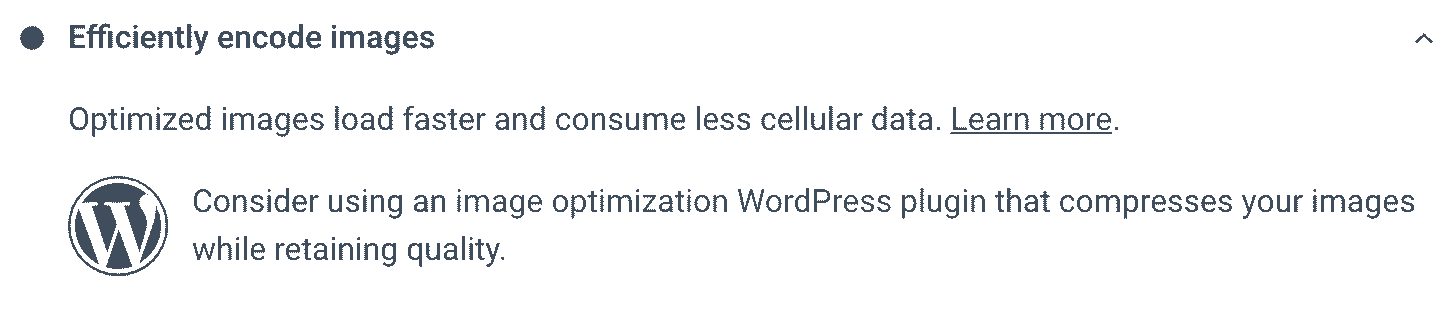 Efficiently encode images
Optimized images load faster and consume less cellular data. Learn more.
Consider using an image optimization WordPress plugin that compresses your images
while retaining quality.